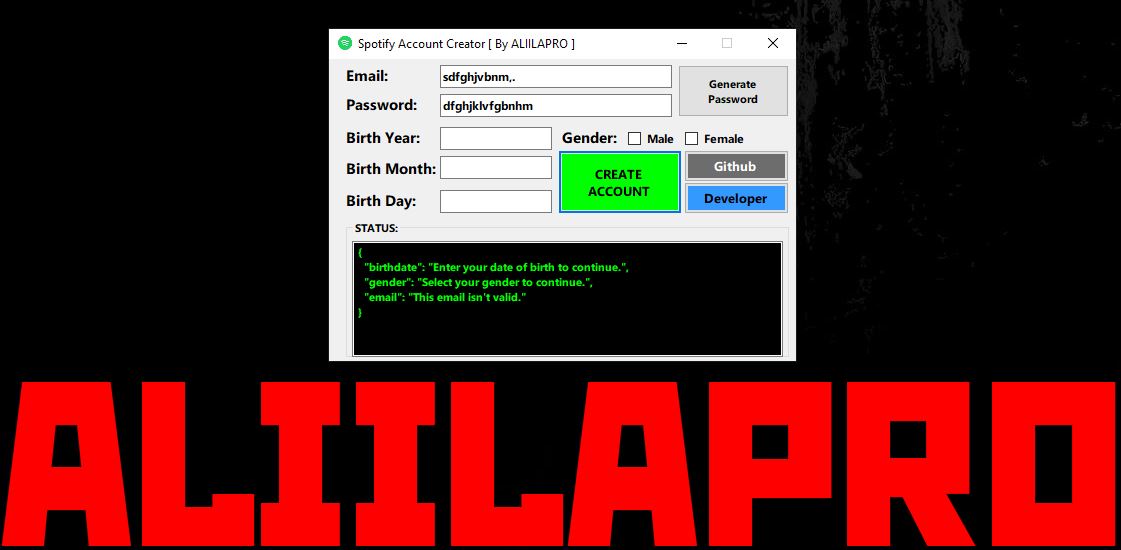 Spotify Account Creator [ By ALIILAPRO ]
Email:
sdfghjvbnm,.
Generate
Password
Password:
dfghjklvfgbnhm
Birth Year:
Gender:
Male
Female
Birth Month:
CREATE
ACCOUNT
Github
Birth Day:
Developer
STATUS:
{
"birthdate": "Enter your date of birth to continue.",
"gender": "Select your gender to continue.",
"email": "This email isn't valid."
}
ALIILAPRO